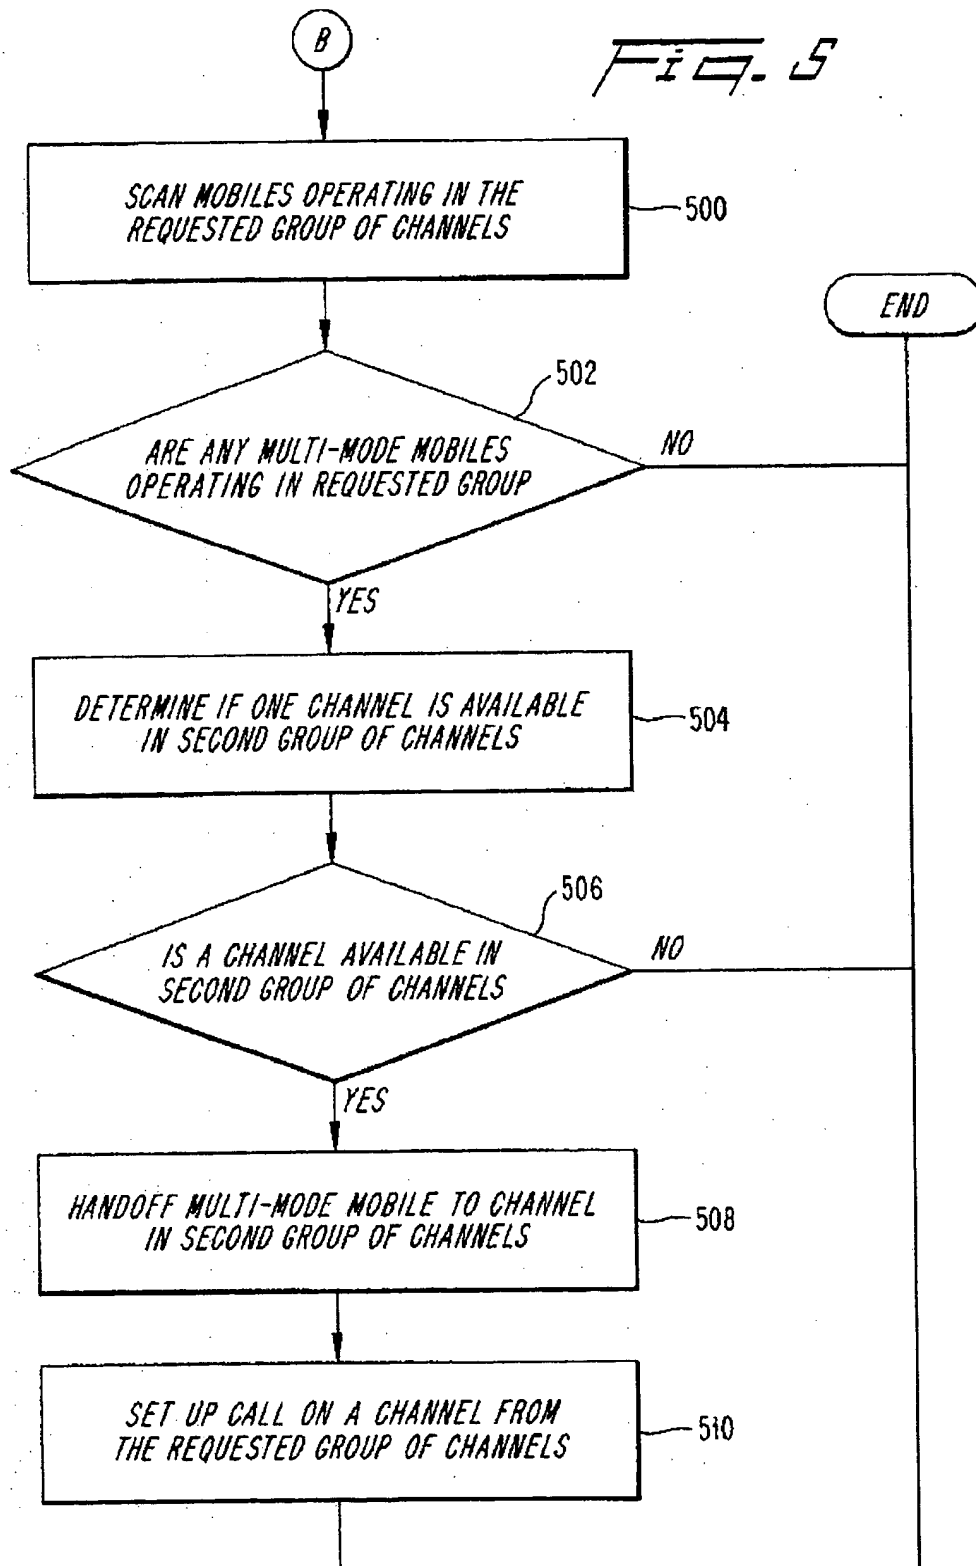 B
Fig. 5
SCAN MOBILES OPERATING IN THE
REQUESTED GROUP OF CHANNELS
500
END
502
ARE ANY MULTI-MODE MOBILES
OPERATING IN REQUESTED GROUP
NO
YES
DETERMINE IF ONE CHANNEL IS AVAILABLE
IN SECOND GROUP OF CHANNELS
504
506
IS A CHANNEL AVAILABLE IN
SECOND GROUP OF CHANNELS
NO
YES
HANDOFF MULTI-MODE MOBILE TO CHANNEL
IN SECOND GROUP OF CHANNELS
508
SET UP CALL ON A CHANNEL FROM
THE REQUESTED GROUP OF CHANNELS
510